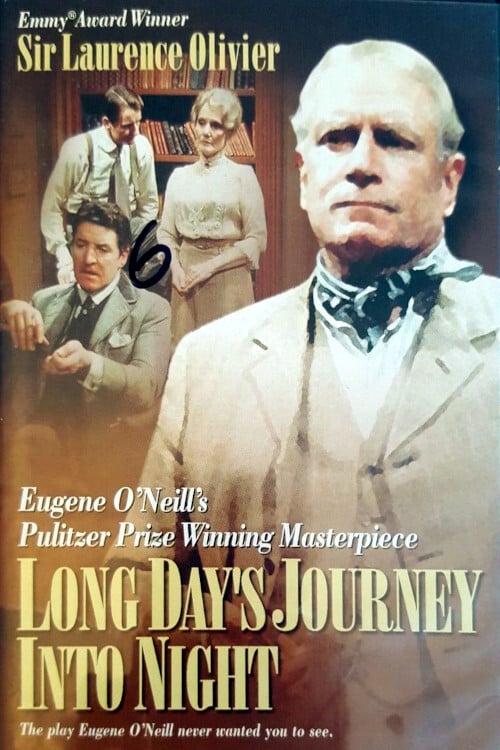 Emmy® Award Winner
Sir Laurence Olivier
6
Eugene O'Neill's
Pulitzer Prize Winning Masterpiece
LONG DAY'S JOURNEY
INTO NIGHT
The play Eugene O'Neill never wanted you to see.